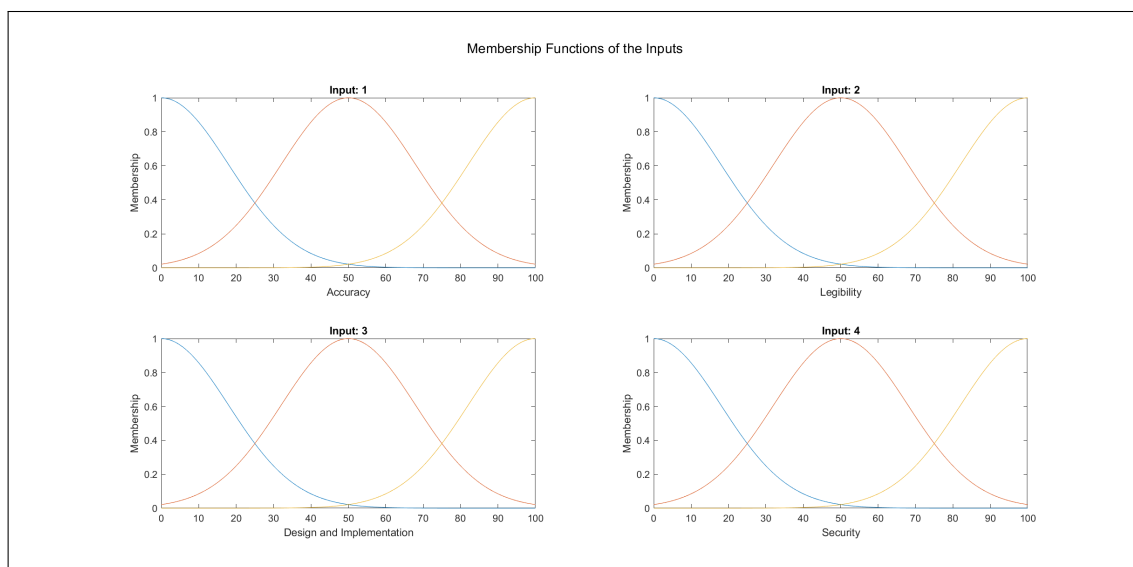 Membership Functions of the Inputs
Input: 1
1
0.8
0.6
0.4
0.2
0
Membership
0 10 20 30 40 50 60 70 80 90 100
Accuracy
Input: 2
1
0.8
0.6
0.4
0.2
0
Membership
0 10 20 30 40 50 60 70 80 90 100
Legibility
Input: 3
1
0.8
0.6
0.4
0.2
0
Membership
0 10 20 30 40 50 60 70 80 90 100
Design and Implementation
Input: 4
1
0.8
0.6
0.4
0.2
0
Membership
0 10 20 30 40 50 60 70 80 90 100
Security